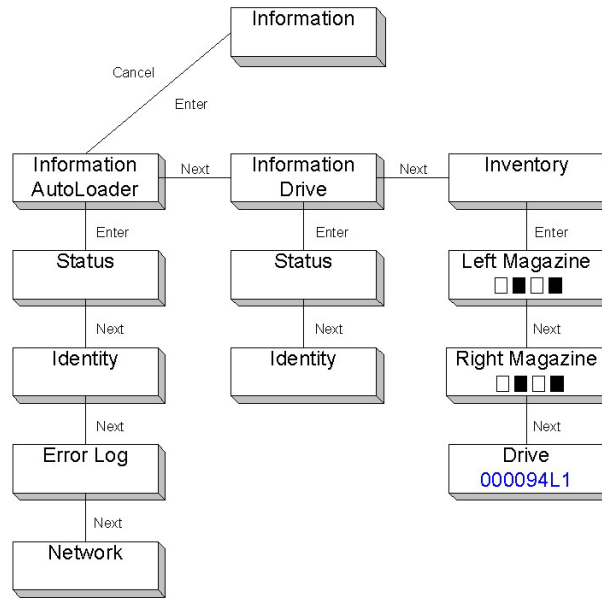 Information
Cancel
Enter
Information
AutoLoader
Next
Information
Drive
Next
Inventory
Enter
Enter
Enter
Status
Status
Left Magazine
Next
Next
Next
Identity
Identity
Right Magazine
Next
Next
Error Log
Drive
000094L1
Next
Network